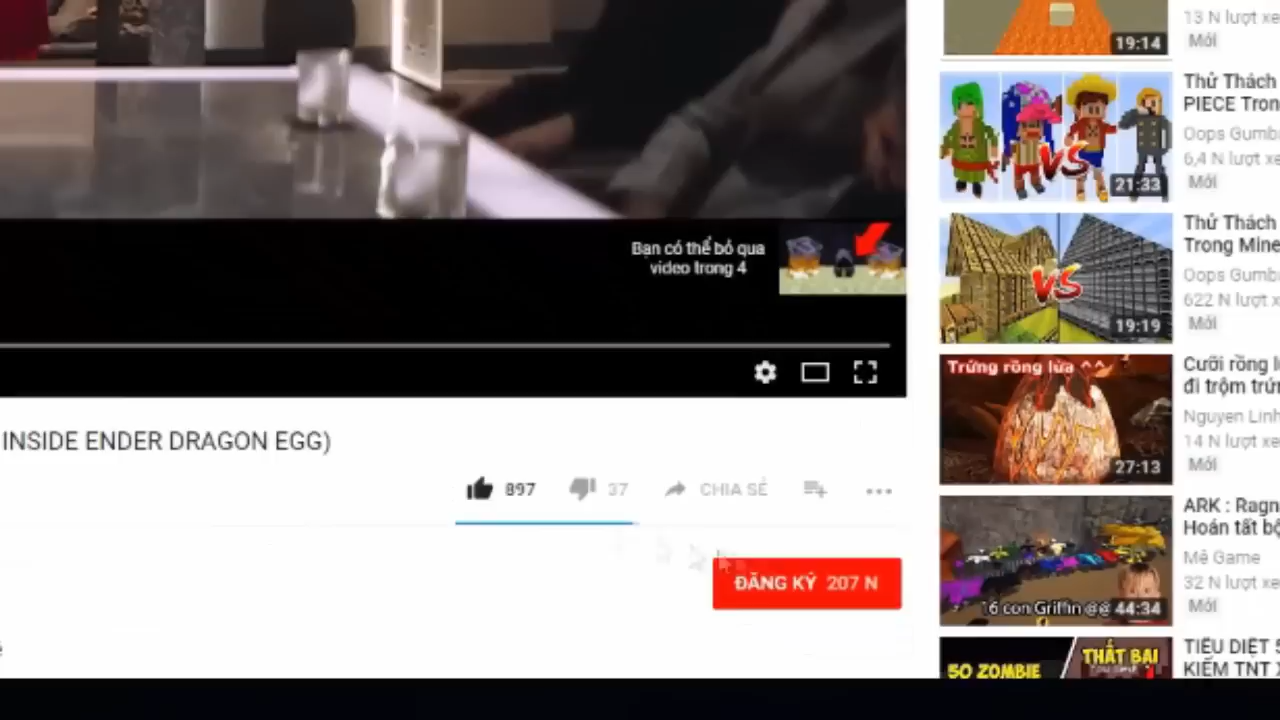 Bạn có thể bỏ qua
video trong 4
INSIDE ENDER DRAGON EGG)
897
37
CHIA SẺ
ĐĂNG KÝ 207 N
13 N lượt xe
Mới
19:14
Thử Thách
PIECE Tron
Oops Gumb
6,4 N lượt x
Mới
VS
21:33
Thử Thách
Trong Mine
Oops Gumb
622 N lượt x
Mới
VS
19:19
Trứng rồng lửa ^^
27:13
Cưỡi rồng l
đi trộm trứ
Nguyen Linh
14 N lượt xe
Mới
16 con Griffin @@ 44:34
ARK : Ragn
Hoán tất bộ
Mê Game
32 N lượt xe
Mới
50 ZOMBIE
THẤT BẠI
TIÊU DIỆT 5
KIẾM TNT X